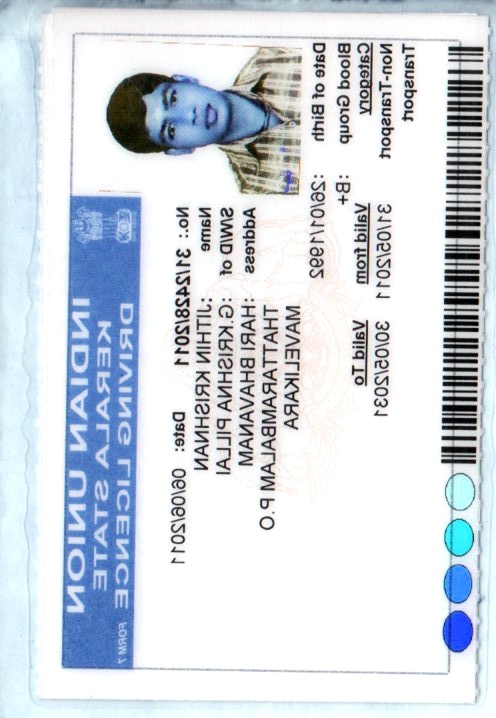 INDIAN UNION
KERALA STATE
DRIVING LICENCE FORM 7
No.: 31/2428/2011 Date: 06/06/2011
Name :JITHIN KRISHNAN
S/W/D of :G.KRISHNA PILLAI
Address :HARI BHAVANAM
THATTARAMBALAM P.O
MAVELIKARA
Date of Birth :26/01/1992
Blood Group :B+
Category Valid from Valid To
Non-Transport 31/05/2011 30/05/2031
Transport